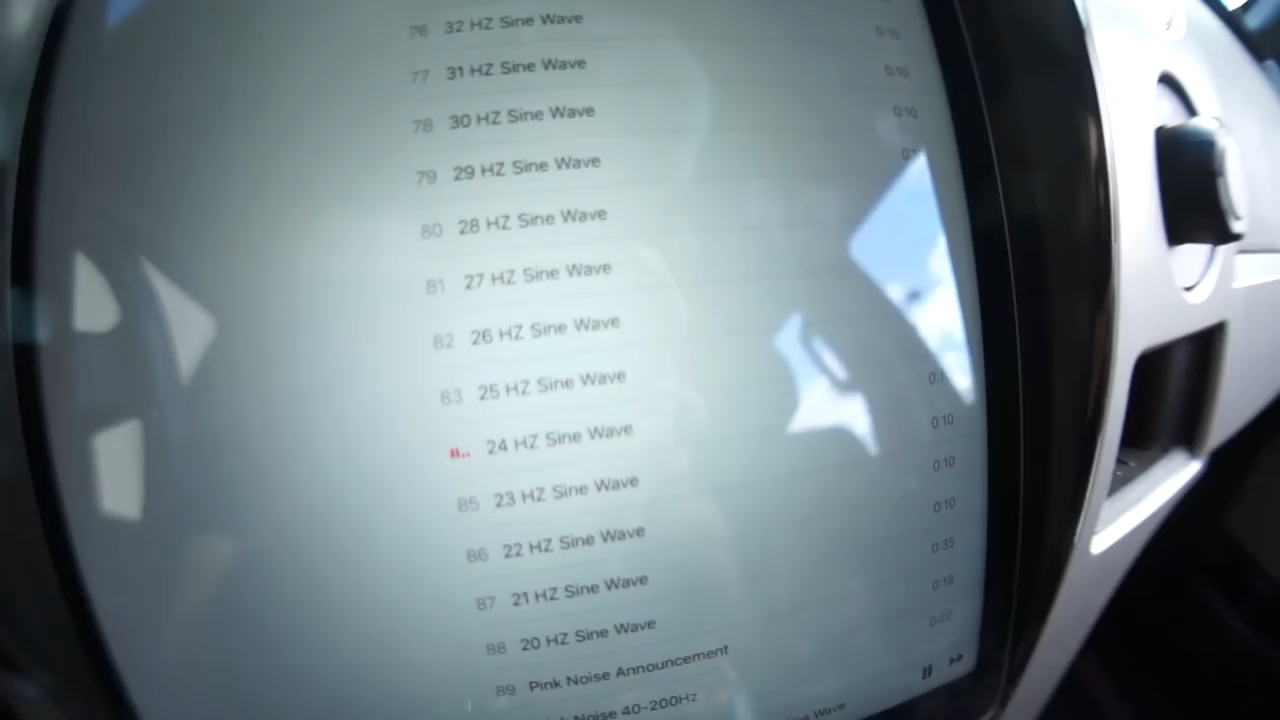 76 32 HZ Sine Wave 0:10
77 31 HZ Sine Wave 0:10
78 30 HZ Sine Wave 0:10
79 29 HZ Sine Wave
80 28 HZ Sine Wave
81 27 HZ Sine Wave
82 26 HZ Sine Wave
83 25 HZ Sine Wave
24 HZ Sine Wave 0:10
85 23 HZ Sine Wave 0:10
86 22 HZ Sine Wave 0:10
87 21 HZ Sine Wave 0:35
88 20 HZ Sine Wave 0:19
89 Pink Noise Announcement 0:22
Noise 40-200Hz
Wave